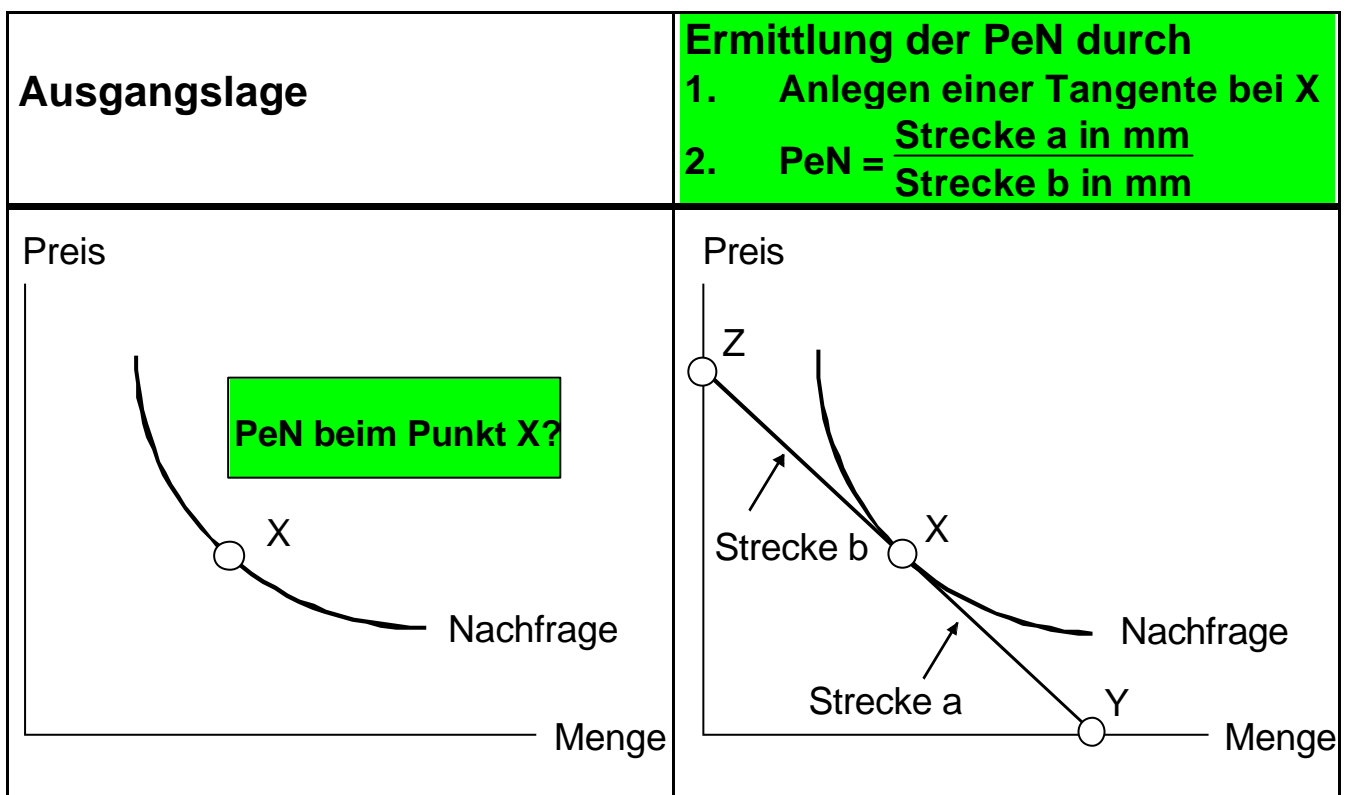 Ausgangslage
Ermittlung der PeN durch
1. Anlegen einer Tangente bei X
2. PeN = Strecke a in mm
Strecke b in mm
Preis
PeN beim Punkt X?
X
Nachfrage
Menge
Preis
Z
Strecke b
X
Nachfrage
Strecke a
Y
Menge